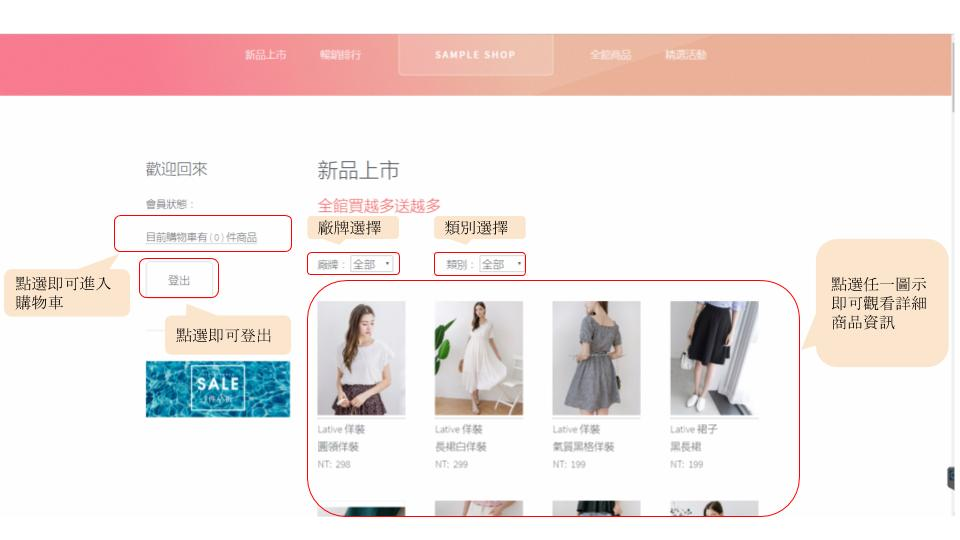 新品上市
暢銷排行
SAMPLE SHOP
全館商品
精選活動
歡迎回來
新品上市
會員狀態：
全館買越多送越多
目前購物車有(0)件商品
廠牌選擇
類別選擇
廠牌： 全部
類別： 全部
點選即可進入
購物車
登出
點選即可登出
點選任一圖示
即可觀看詳細
商品資訊
SALE
Lative 佯裝
圓領佯裝
NT: 298
Lative 佯裝
長裙白佯裝
NT: 299
Lative 佯裝
氣質黑格佯裝
NT: 199
Lative 裙子
黑長裙
NT: 199